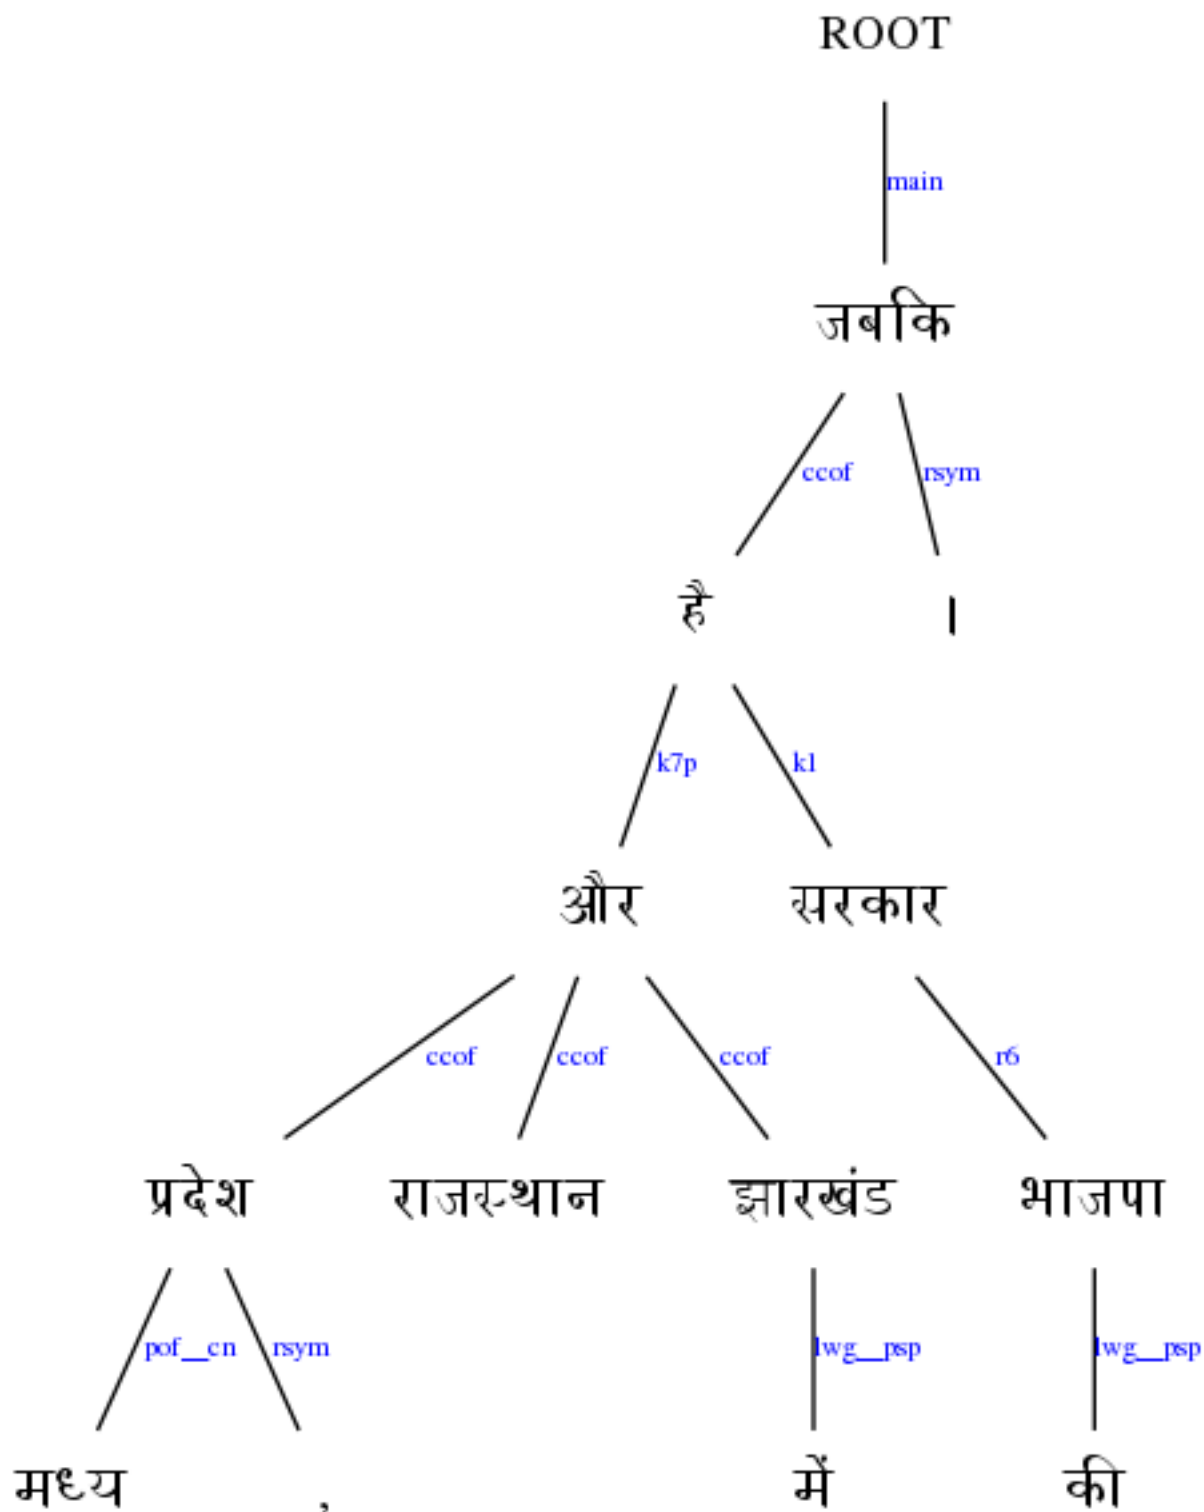 ROOT
main
जबकि
ccof rsym
है ।
k7p k1
और सरकार
ccof ccof ccof r6
प्रदेश राजस्थान झारखंड भाजपा
pof__cn rsym lwg__psp lwg__psp
मध्य , में की